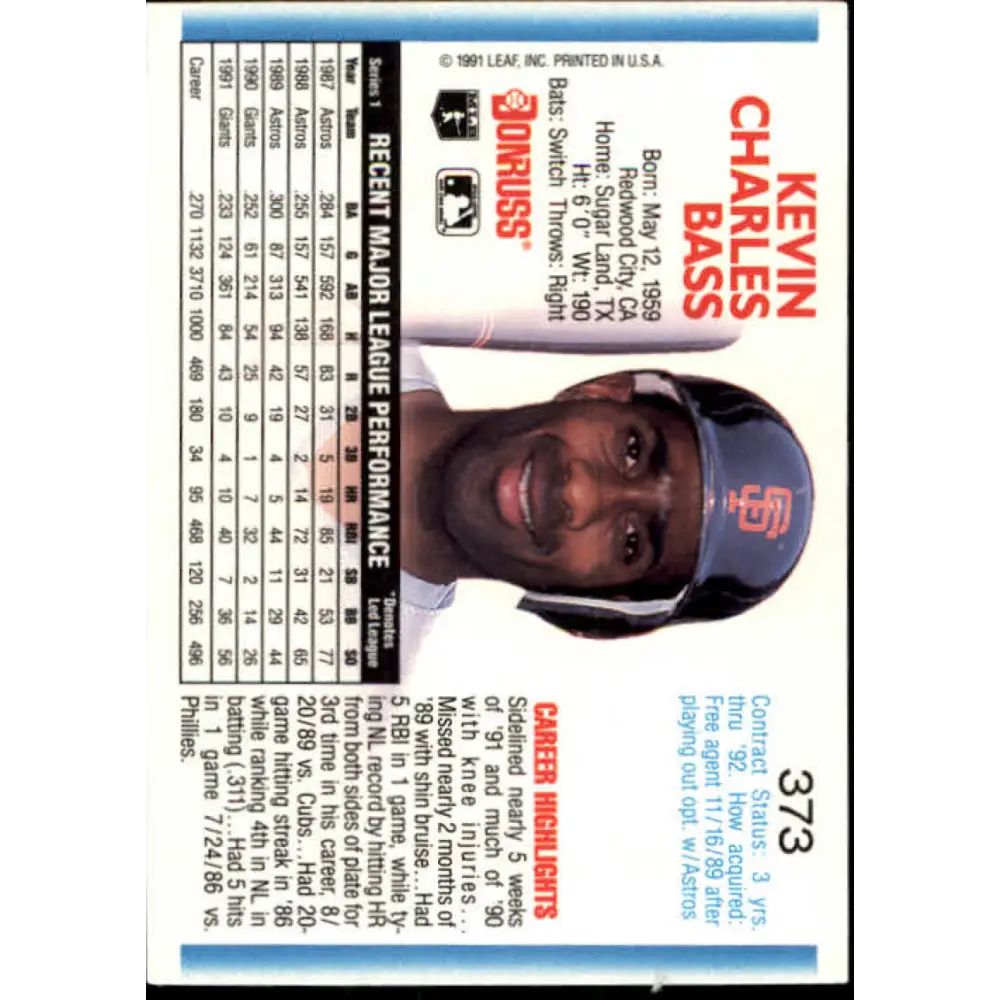 373
KEVIN
CHARLES
BASS
Born: May 12, 1959
Redwood City, CA
Home: Sugar Land, TX
Ht: 6'0" Wt: 190
Bats: Switch Throws: Right
DONRUSS®
MLB
© 1991 LEAF, INC. PRINTED IN U.S.A.
SF
Contract Status: 3 yrs.
thru '92. How acquired:
Free agent 11/16/89 after
playing out opt. w/Astros
CAREER HIGHLIGHTS
Sidelined nearly 5 weeks
of '91 and much of '90
with knee injuries...
Missed nearly 2 months of
'89 with shin bruise...Had
5 RBI in 1 game, while ty-
ing NL record by hitting HR
from both sides of plate for
3rd time in his career, 8/
20/89 vs. Cubs...Had 20-
game hitting streak in '86
while ranking 4th in NL in
batting (.311)...Had 5 hits
in 1 game 7/24/86 vs.
Phillies.
Series 1 RECENT MAJOR LEAGUE PERFORMANCE *Denotes
Led League
Year Team BA G AB H R 2B 3B HR RBI SB BB SO
1987 Astros .284 157 592 168 83 31 5 19 85 21 53 77
1988 Astros .255 157 541 138 57 27 2 14 72 31 42 65
1989 Astros .300 87 313 94 42 19 4 5 44 11 29 44
1990 Giants .252 61 214 54 25 9 1 7 32 2 14 26
1991 Giants .233 124 361 84 43 10 4 10 40 7 36 56
Career .270 1132 3710 1000 469 180 34 95 468 120 256 496